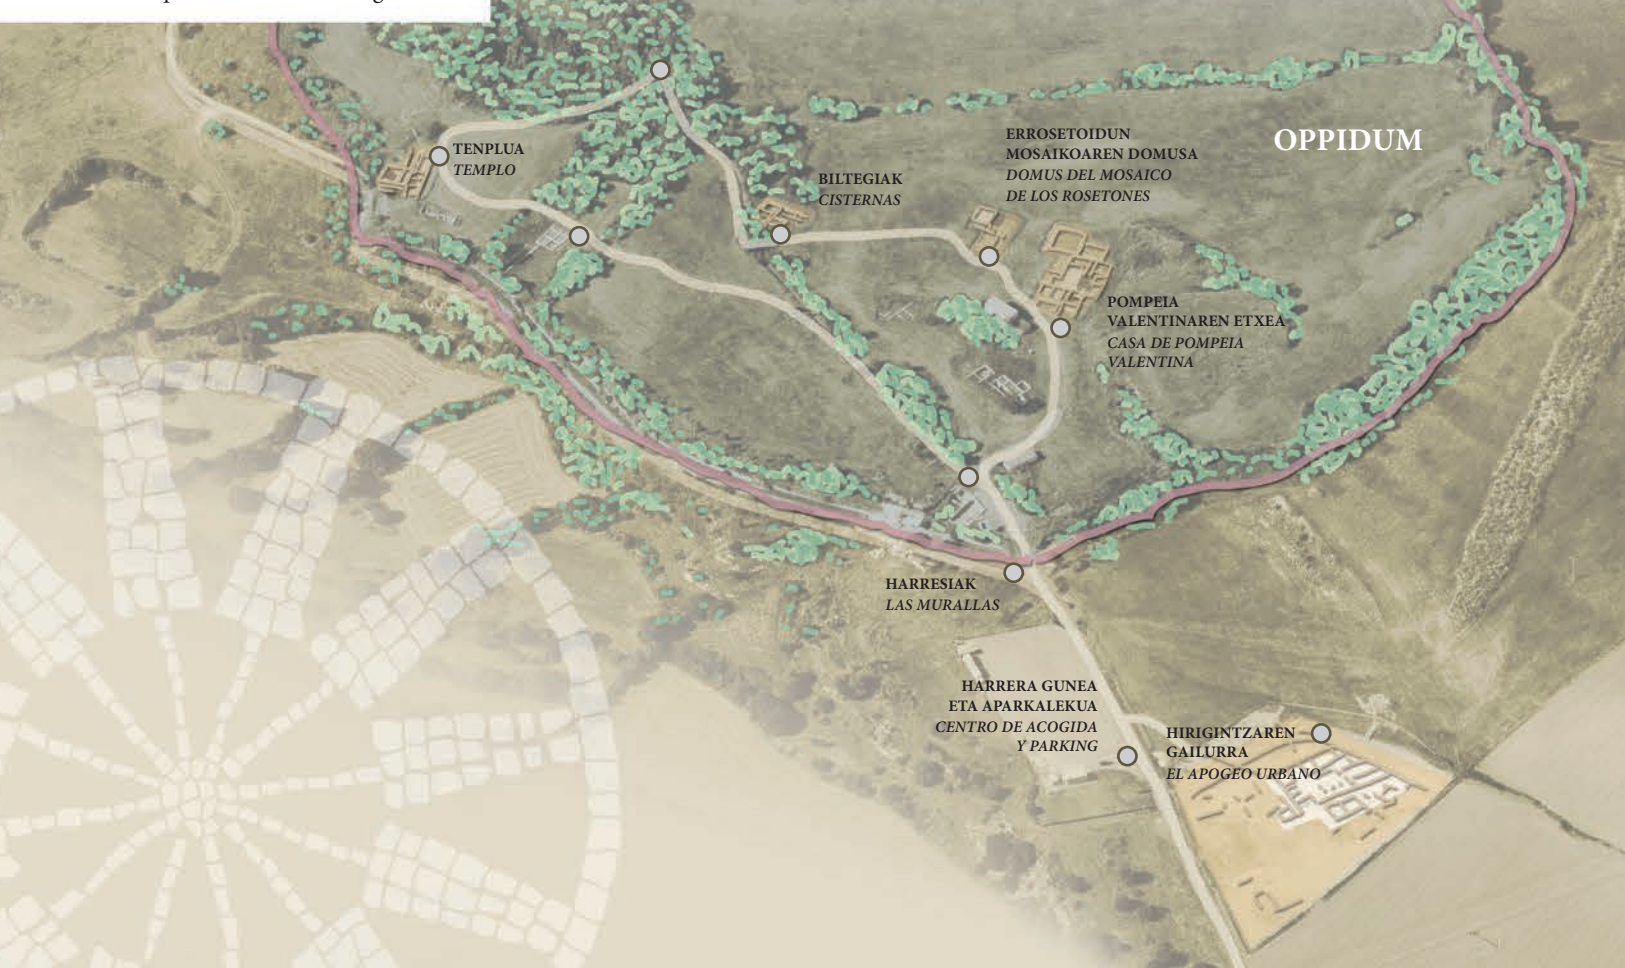 TENPLUA
TEMPLO
BILTEGIAK
CISTERNAS
ERROSETOIDUN
MOSAIKOAREN DOMUSA
DOMUS DEL MOSAICO
DE LOS ROSETONES
OPPIDUM
POMPEIA
VALENTINAREN ETXEA
CASA DE POMPEIA
VALENTINA
HARRESIAK
LAS MURALLAS
HARRERA GUNEA
ETA APARKALEKUA
CENTRO DE ACOGIDA
Y PARKING
HIRIGINTZAREN
GAILURRA
EL APOGEO URBANO